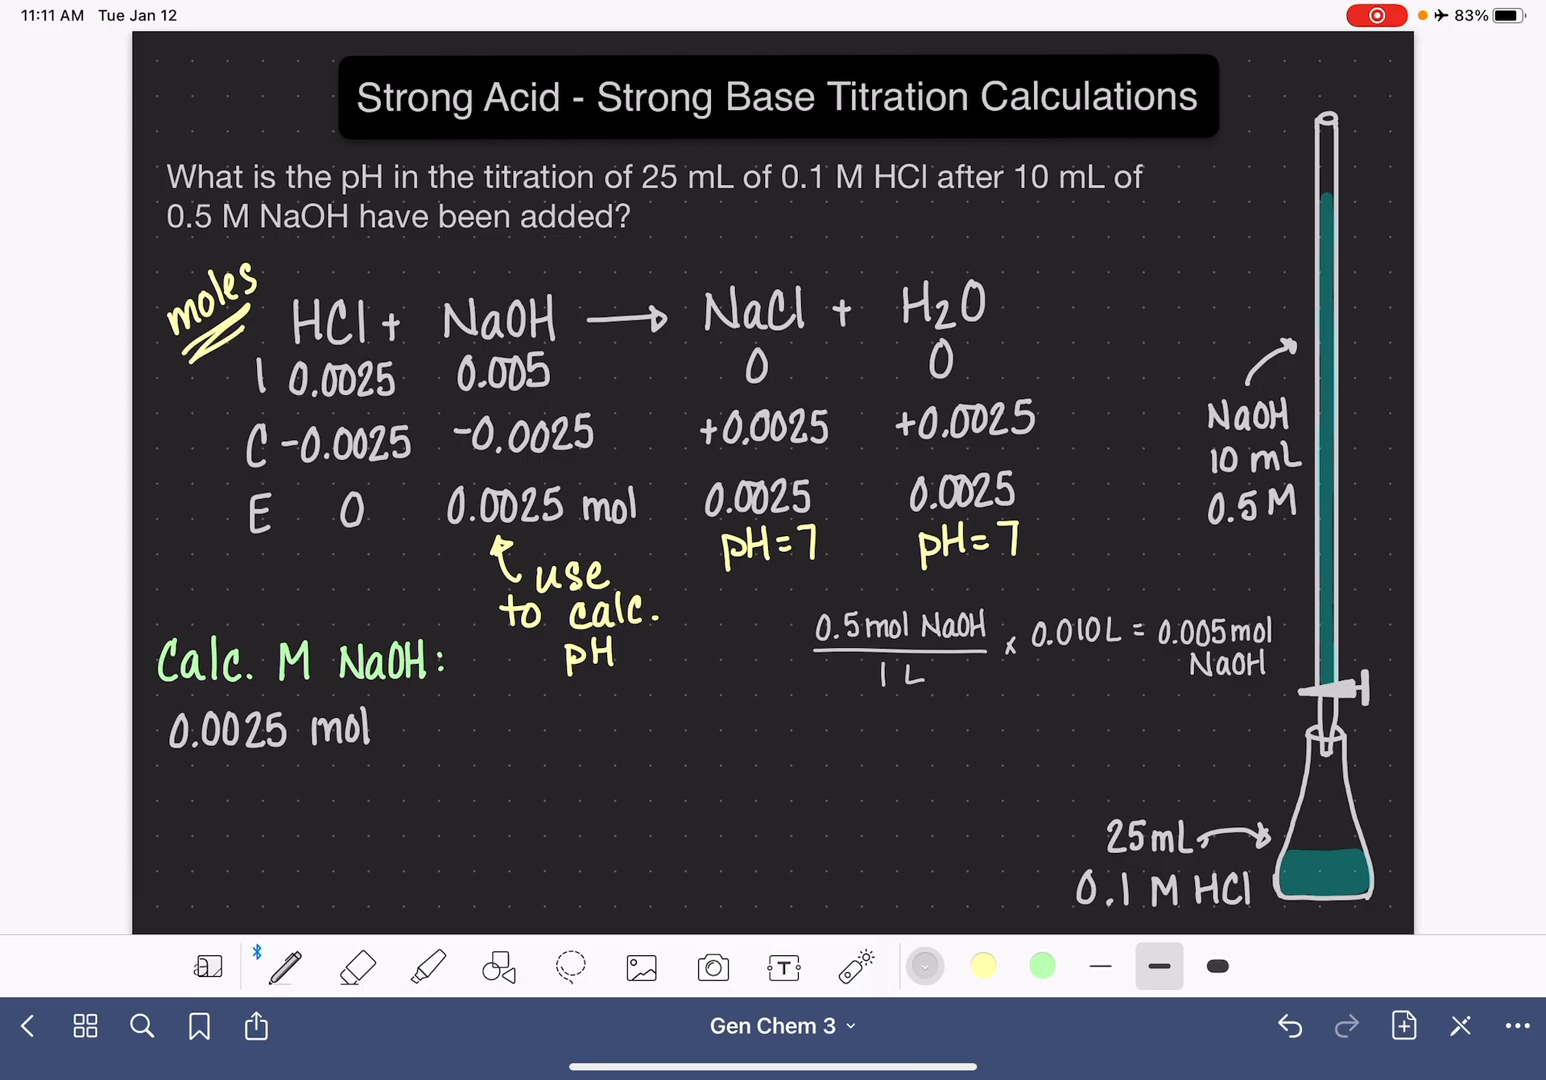 11:11 AM Tue Jan 12
83%
Strong Acid - Strong Base Titration Calculations
What is the pH in the titration of 25 mL of 0.1 M HCl after 10 mL of
0.5 M NaOH have been added?
moles
HCl + NaOH → NaCl + H₂O
I 0.0025 0.005 0 0
C -0.0025 -0.0025 +0.0025 +0.0025
E 0 0.0025 mol 0.0025 0.0025
pH=7 pH=7
use
to calc.
pH
NaOH
10 mL
0.5 M
0.5 mol NaOH
1 L
x 0.010 L = 0.005 mol
NaOH
Calc. M NaOH:
0.0025 mol
25 mL
0.1 M HCl
T
Gen Chem 3